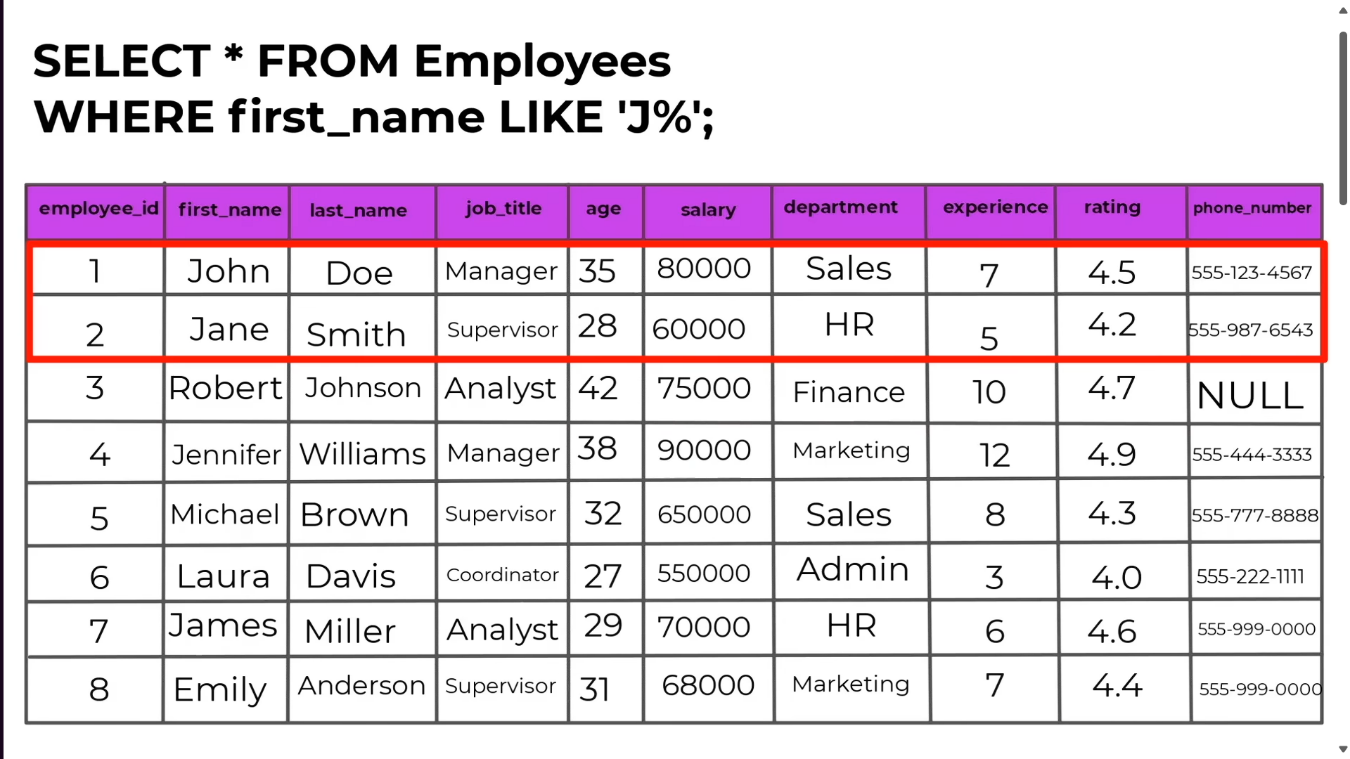 SELECT * FROM Employees
WHERE first_name LIKE 'J%';
employee_id first_name last_name job_title age salary department experience rating phone_number
1 John Doe Manager 35 80000 Sales 7 4.5 555-123-4567
2 Jane Smith Supervisor 28 60000 HR 5 4.2 555-987-6543
3 Robert Johnson Analyst 42 75000 Finance 10 4.7 NULL
4 Jennifer Williams Manager 38 90000 Marketing 12 4.9 555-444-3333
5 Michael Brown Supervisor 32 650000 Sales 8 4.3 555-777-8888
6 Laura Davis Coordinator 27 550000 Admin 3 4.0 555-222-1111
7 James Miller Analyst 29 70000 HR 6 4.6 555-999-0000
8 Emily Anderson Supervisor 31 68000 Marketing 7 4.4 555-999-0000